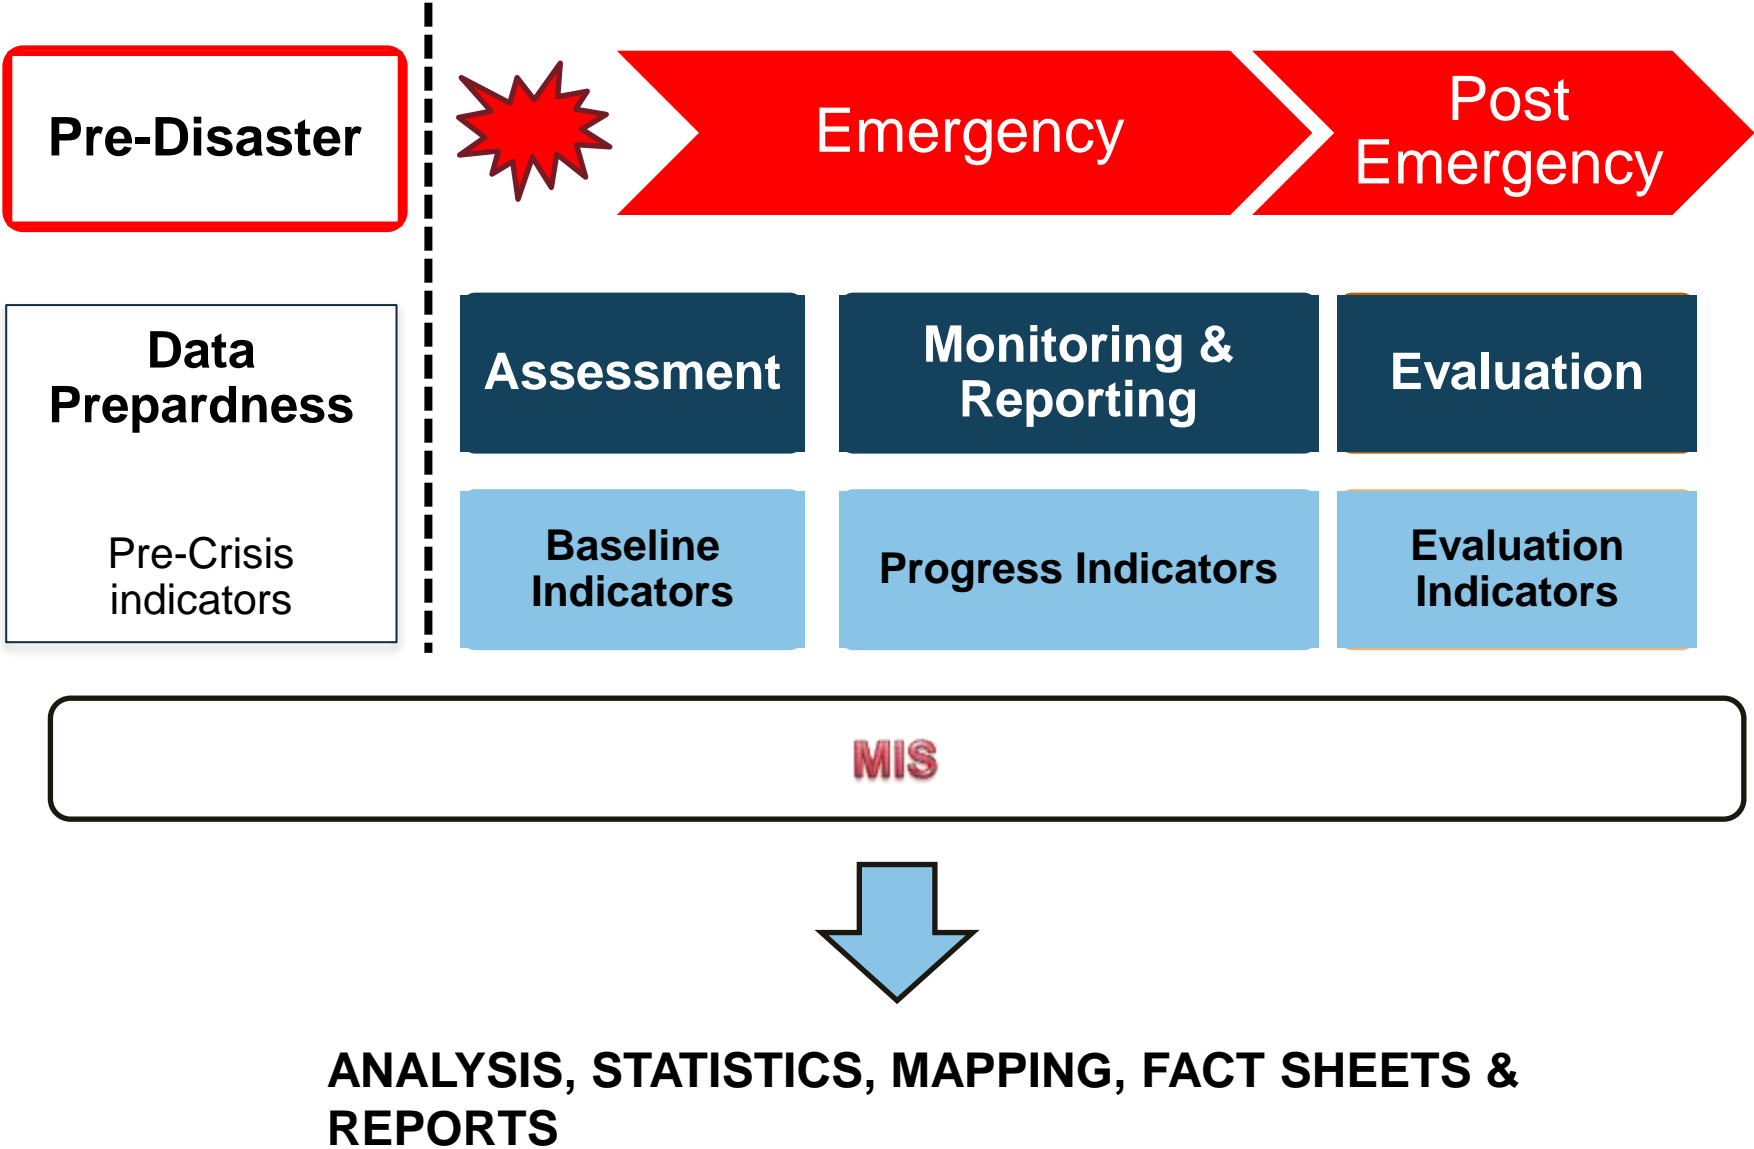 Pre-Disaster
Emergency
Post
Emergency
Data
Prepardness
Pre-Crisis
indicators
Assessment
Monitoring &
Reporting
Evaluation
Baseline
Indicators
Progress Indicators
Evaluation
Indicators
MIS
ANALYSIS, STATISTICS, MAPPING, FACT SHEETS &
REPORTS